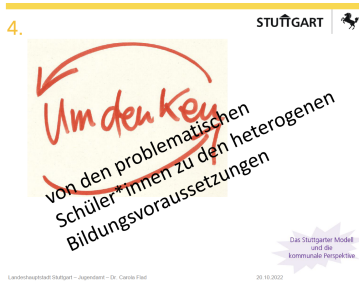 4.
STUTTGART
Umdenken
von den problematischen
Schüler*innen zu den heterogenen
Bildungsvoraussetzungen
Das Stuttgarter Modell
und die
kommunale Perspektive
Landeshauptstadt Stuttgart – Jugendamt – Dr. Carola Flad
20.10.2022